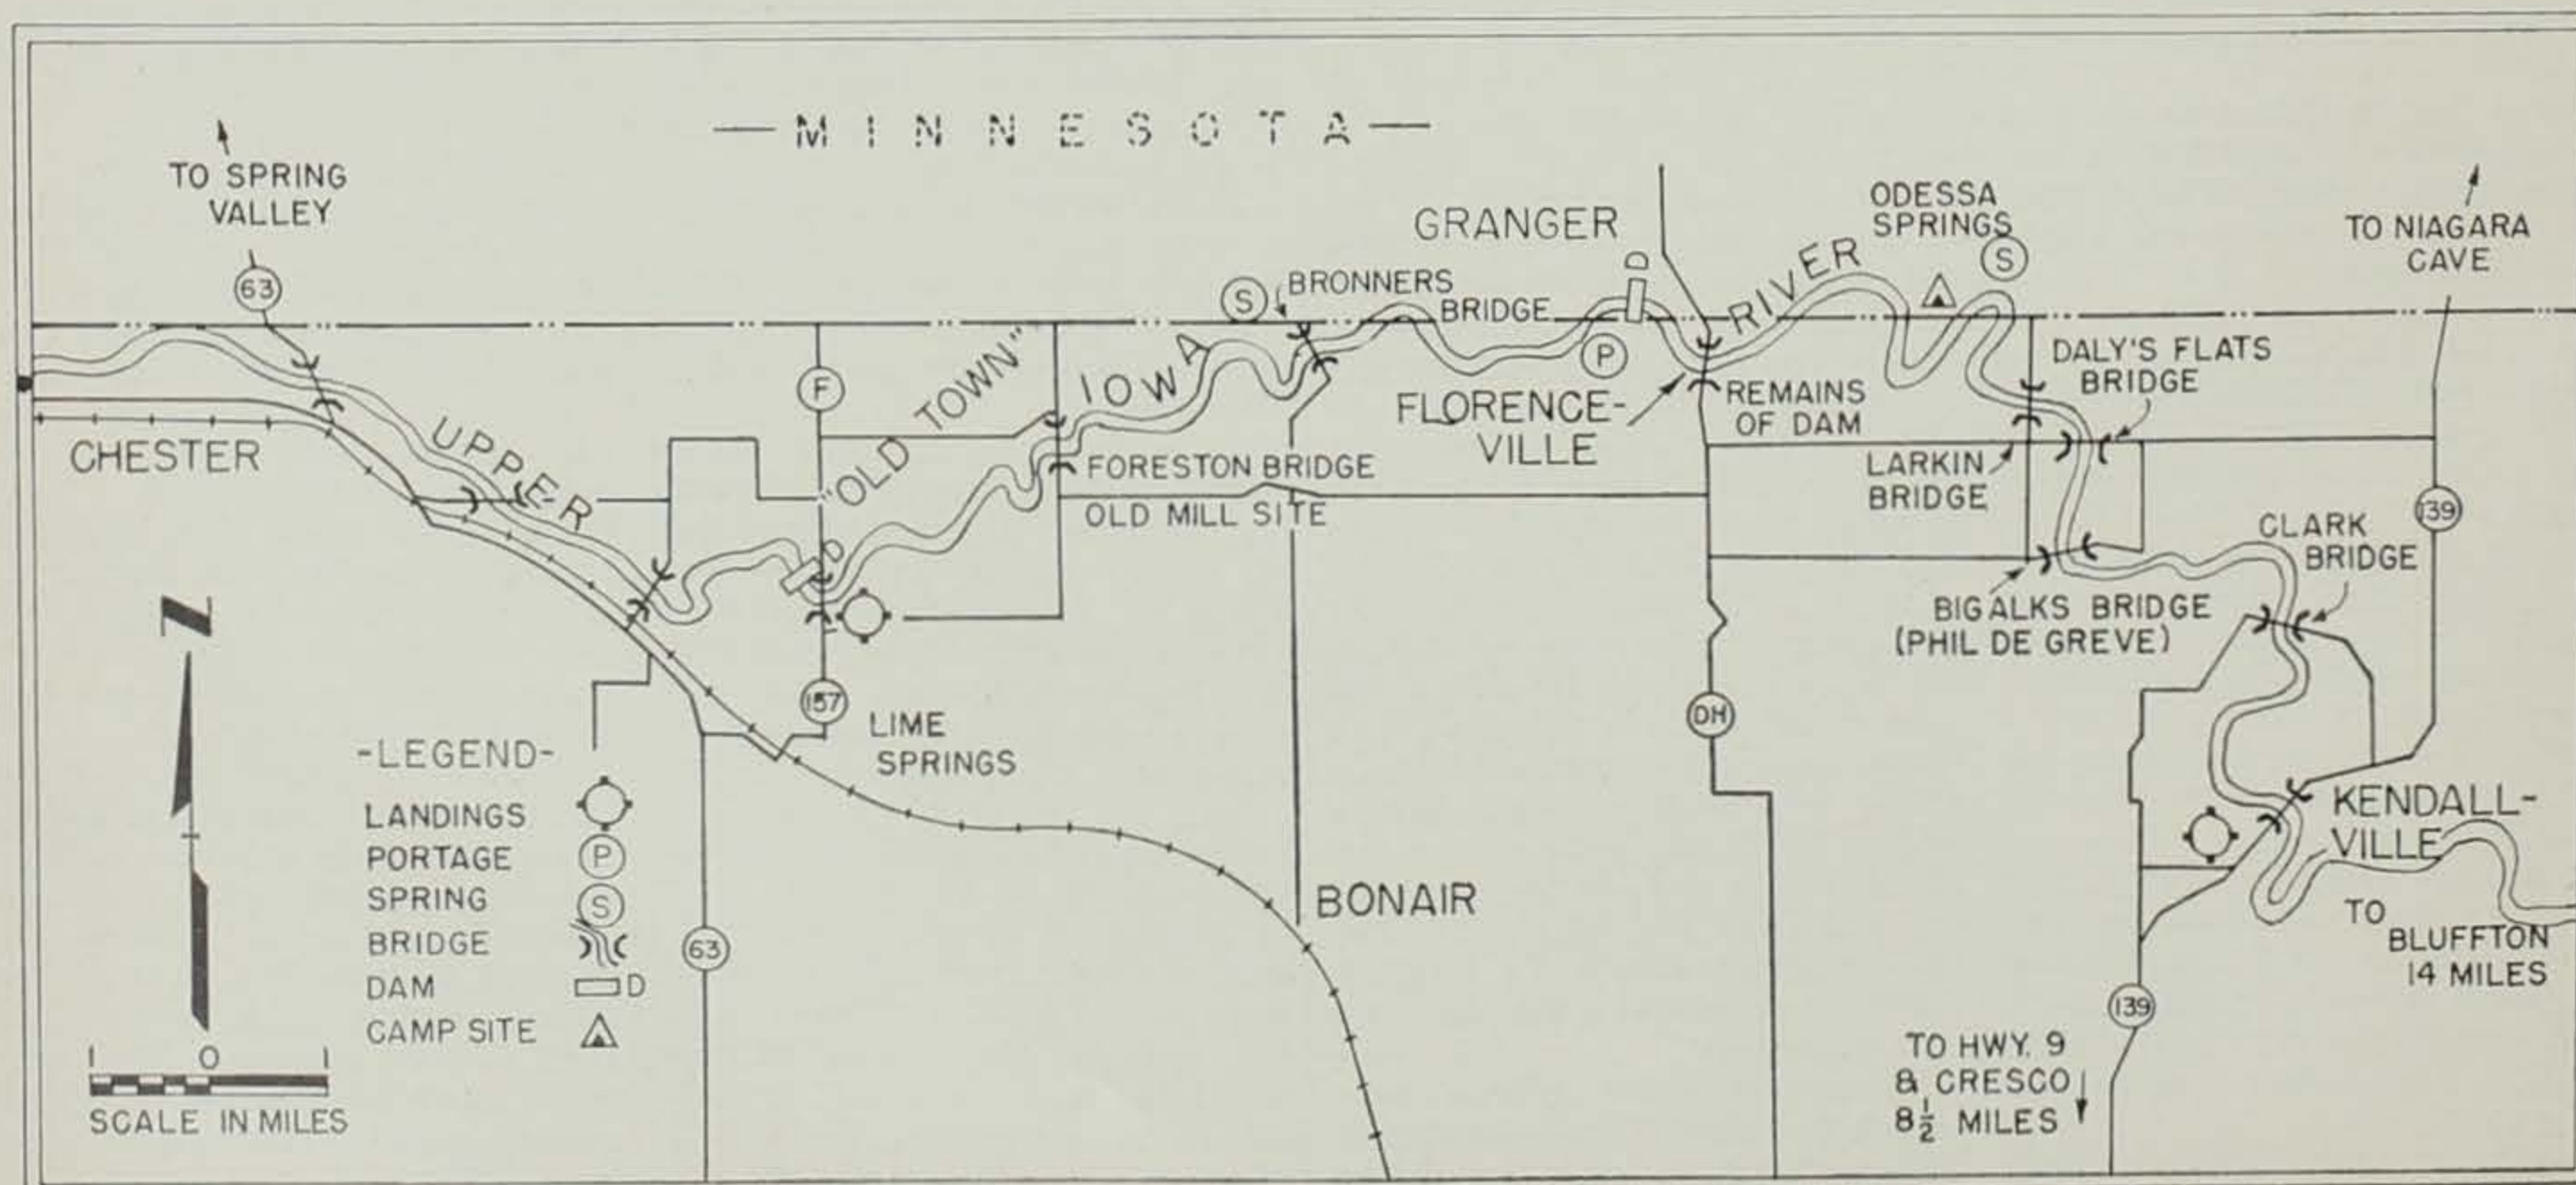 — MINNESOTA —
TO SPRING
VALLEY
63
GRANGER
D
ODESSA
SPRINGS
S
TO NIAGARA
CAVE
S
BRONNERS
BRIDGE
P
UPPER
IOWA
RIVER
CHESTER
F
"OLD TOWN"
D
FLORENCE-
VILLE
REMAINS
OF DAM
DALY'S FLATS
BRIDGE
LARKIN
BRIDGE
FORESTON BRIDGE
OLD MILL SITE
139
CLARK
BRIDGE
BIGALKS BRIDGE
(PHIL DE GREVE)
157
LIME
SPRINGS
DH
63
BONAIR
KENDALL-
VILLE
TO
BLUFFTON
14 MILES
139
TO HWY. 9
& CRESCO
8½ MILES
N
-LEGEND-
LANDINGS
PORTAGE P
SPRING S
BRIDGE
DAM D
CAMP SITE
1 0 1
SCALE IN MILES